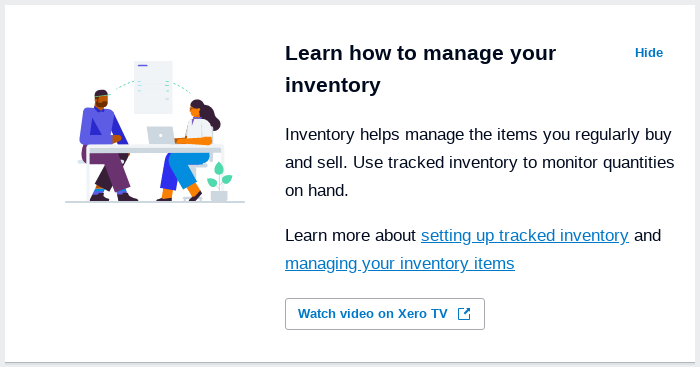 Learn how to manage your
Hide
inventory
Inventory helps manage the items you regularly buy
and sell. Use tracked inventory to monitor quantities
on hand.
Learn more about setting up tracked inventory and
managing your inventory items
Watch video on Xero TV